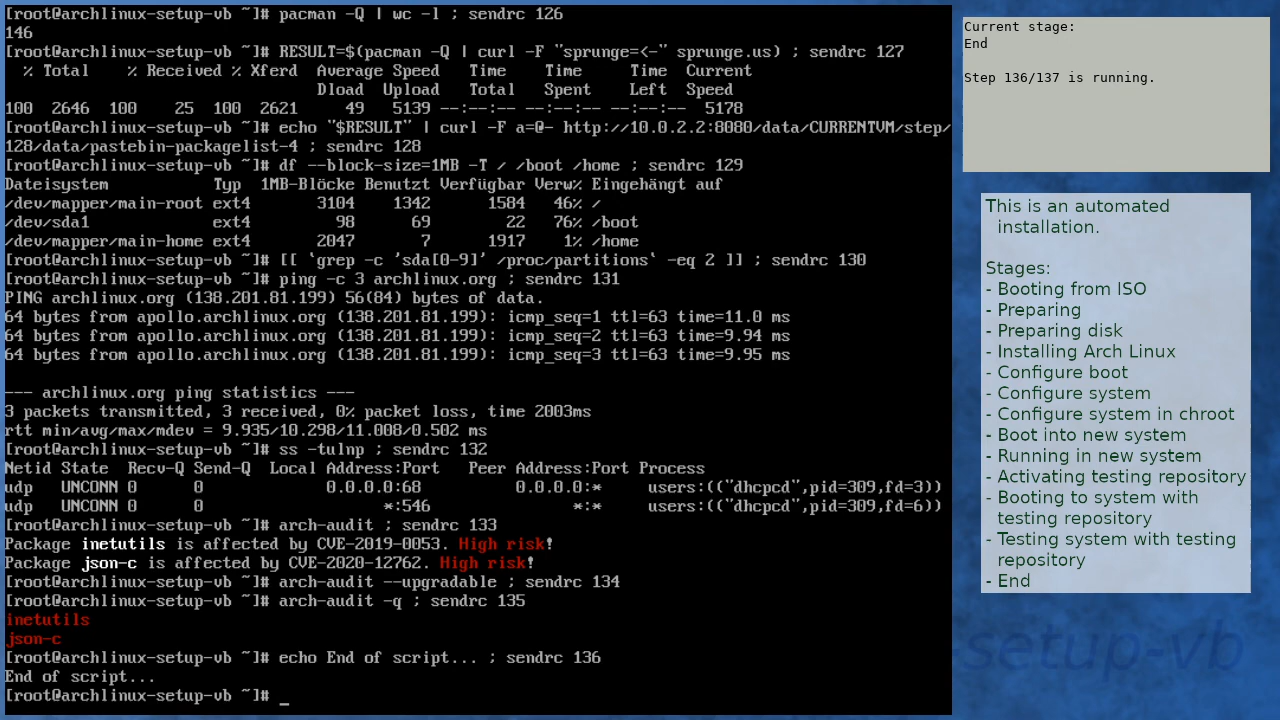 [root@archlinux-setup-vb ~]# pacman -Q | wc -l ; sendrc 126
146
[root@archlinux-setup-vb ~]# RESULT=$(pacman -Q | curl -F "sprunge=<-" sprunge.us) ; sendrc 127
  % Total    % Received % Xferd  Average Speed   Time    Time     Time  Current
                                 Dload  Upload   Total   Spent    Left  Speed
100  2646  100    25  100  2621     49   5139 --:--:-- --:--:-- --:--:--  5178
[root@archlinux-setup-vb ~]# echo "$RESULT" | curl -F a=@- http://10.0.2.2:8080/data/CURRENTVM/step/
128/data/pastebin-packagelist-4 ; sendrc 128
[root@archlinux-setup-vb ~]# df --block-size=1MB -T / /boot /home ; sendrc 129
Dateisystem           Typ  1MB-Blöcke Benutzt Verfügbar Verw% Eingehängt auf
/dev/mapper/main-root ext4       3104    1342      1584   46% /
/dev/sda1             ext4         98      69        22   76% /boot
/dev/mapper/main-home ext4       2047       7      1917    1% /home
[root@archlinux-setup-vb ~]# [[ `grep -c 'sda[0-9]' /proc/partitions` -eq 2 ]] ; sendrc 130
[root@archlinux-setup-vb ~]# ping -c 3 archlinux.org ; sendrc 131
PING archlinux.org (138.201.81.199) 56(84) bytes of data.
64 bytes from apollo.archlinux.org (138.201.81.199): icmp_seq=1 ttl=63 time=11.0 ms
64 bytes from apollo.archlinux.org (138.201.81.199): icmp_seq=2 ttl=63 time=9.94 ms
64 bytes from apollo.archlinux.org (138.201.81.199): icmp_seq=3 ttl=63 time=9.95 ms
--- archlinux.org ping statistics ---
3 packets transmitted, 3 received, 0% packet loss, time 2003ms
rtt min/avg/max/mdev = 9.935/10.298/11.008/0.502 ms
[root@archlinux-setup-vb ~]# ss -tulnp ; sendrc 132
Netid State  Recv-Q Send-Q  Local Address:Port   Peer Address:Port Process
udp   UNCONN 0      0             0.0.0.0:68          0.0.0.0:*     users:(("dhcpcd",pid=309,fd=3))
udp   UNCONN 0      0                   *:546               *:*     users:(("dhcpcd",pid=309,fd=6))
[root@archlinux-setup-vb ~]# arch-audit ; sendrc 133
Package inetutils is affected by CVE-2019-0053. High risk!
Package json-c is affected by CVE-2020-12762. High risk!
[root@archlinux-setup-vb ~]# arch-audit --upgradable ; sendrc 134
[root@archlinux-setup-vb ~]# arch-audit -q ; sendrc 135
inetutils
json-c
[root@archlinux-setup-vb ~]# echo End of script... ; sendrc 136
End of script...
[root@archlinux-setup-vb ~]# _
Current stage:
End
Step 136/137 is running.
This is an automated
installation.
Stages:
- Booting from ISO
- Preparing
- Preparing disk
- Installing Arch Linux
- Configure boot
- Configure system
- Configure system in chroot
- Boot into new system
- Running in new system
- Activating testing repository
- Booting to system with
testing repository
- Testing system with testing
repository
- End
-setup-vb